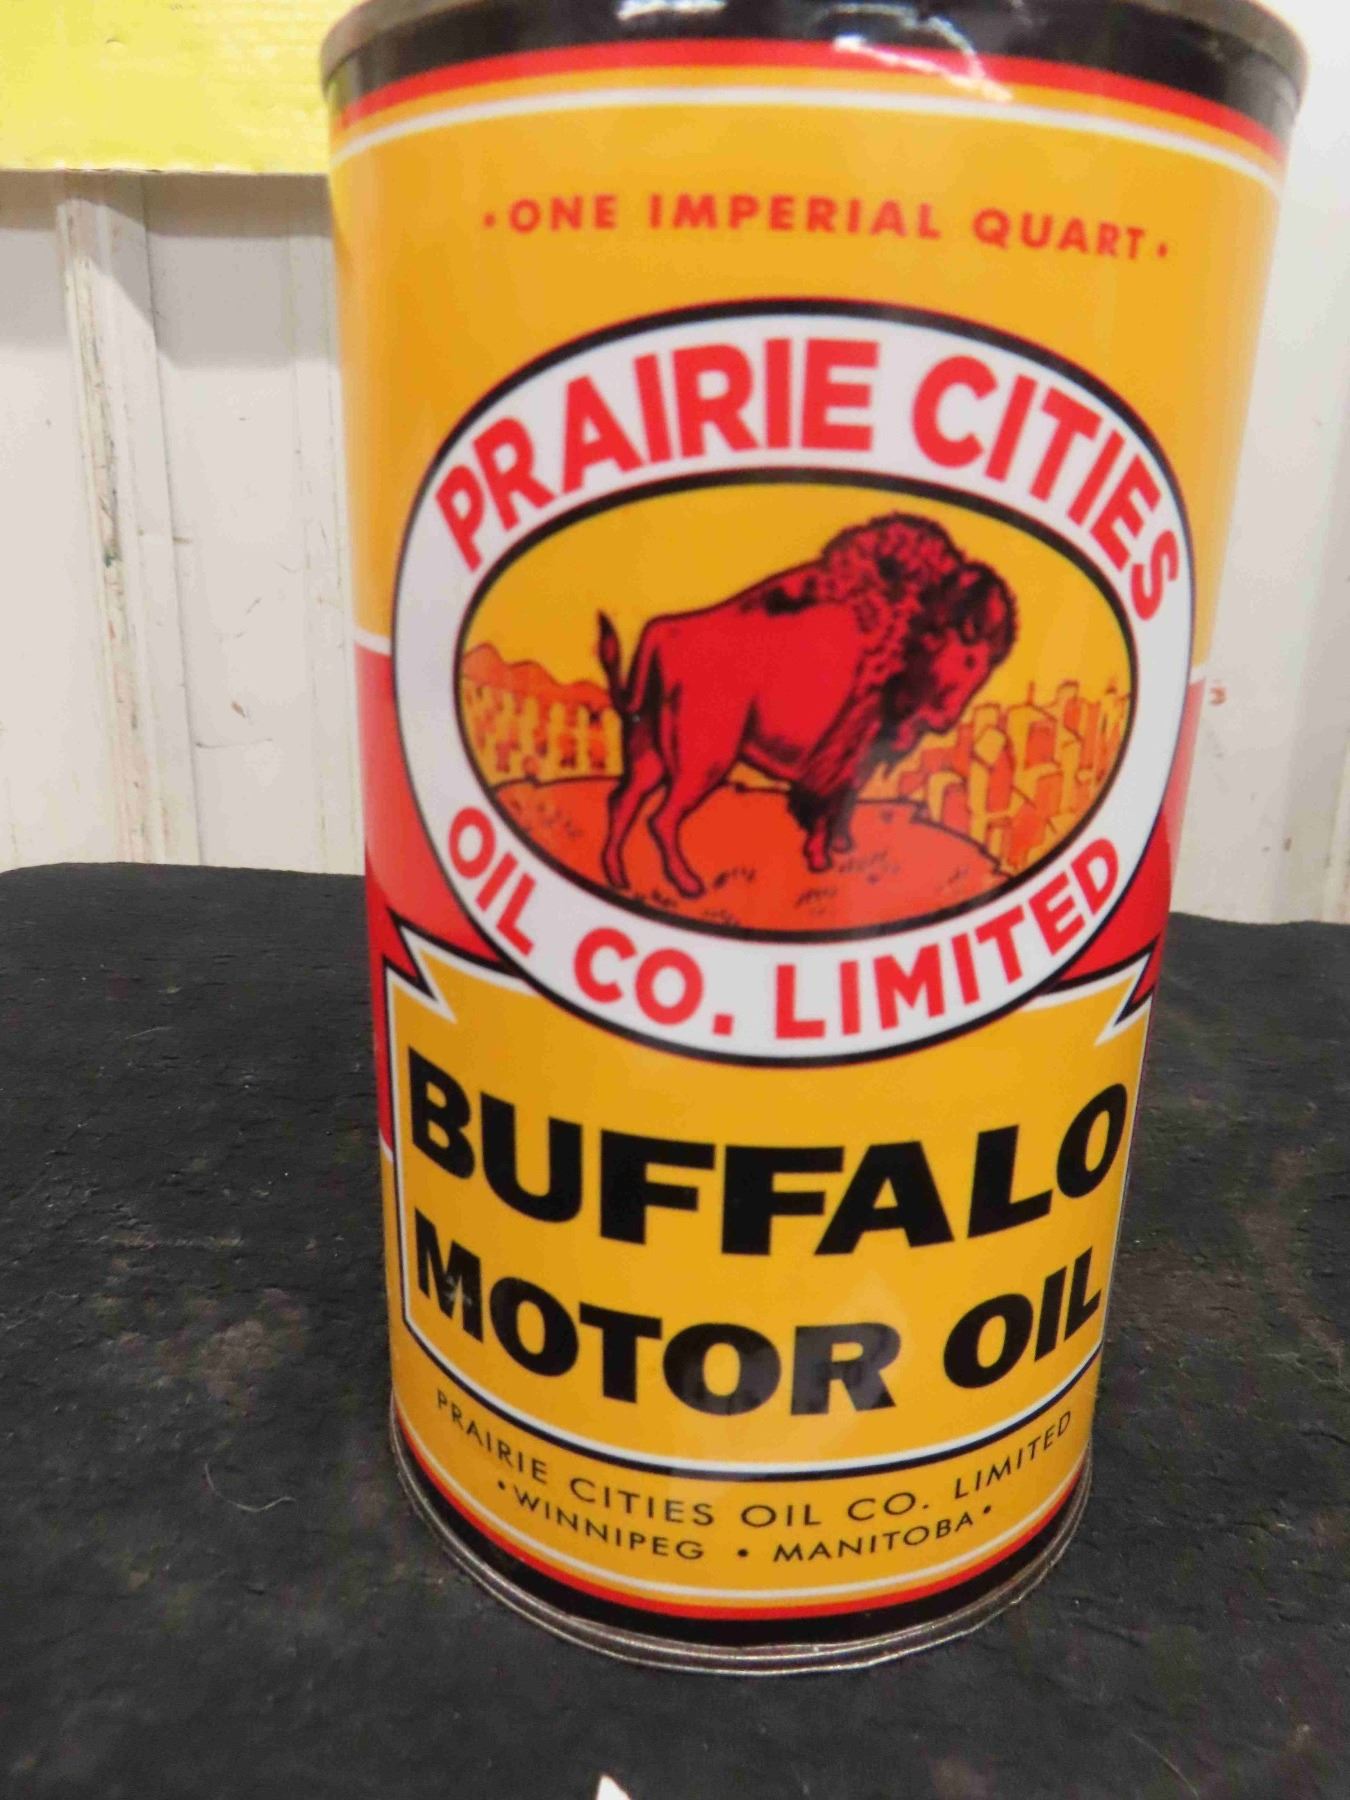 • ONE IMPERIAL QUART •
PRAIRIE CITIES
OIL CO. LIMITED
BUFFALO
MOTOR OIL
PRAIRIE CITIES OIL CO. LIMITED
• WINNIPEG • MANITOBA •